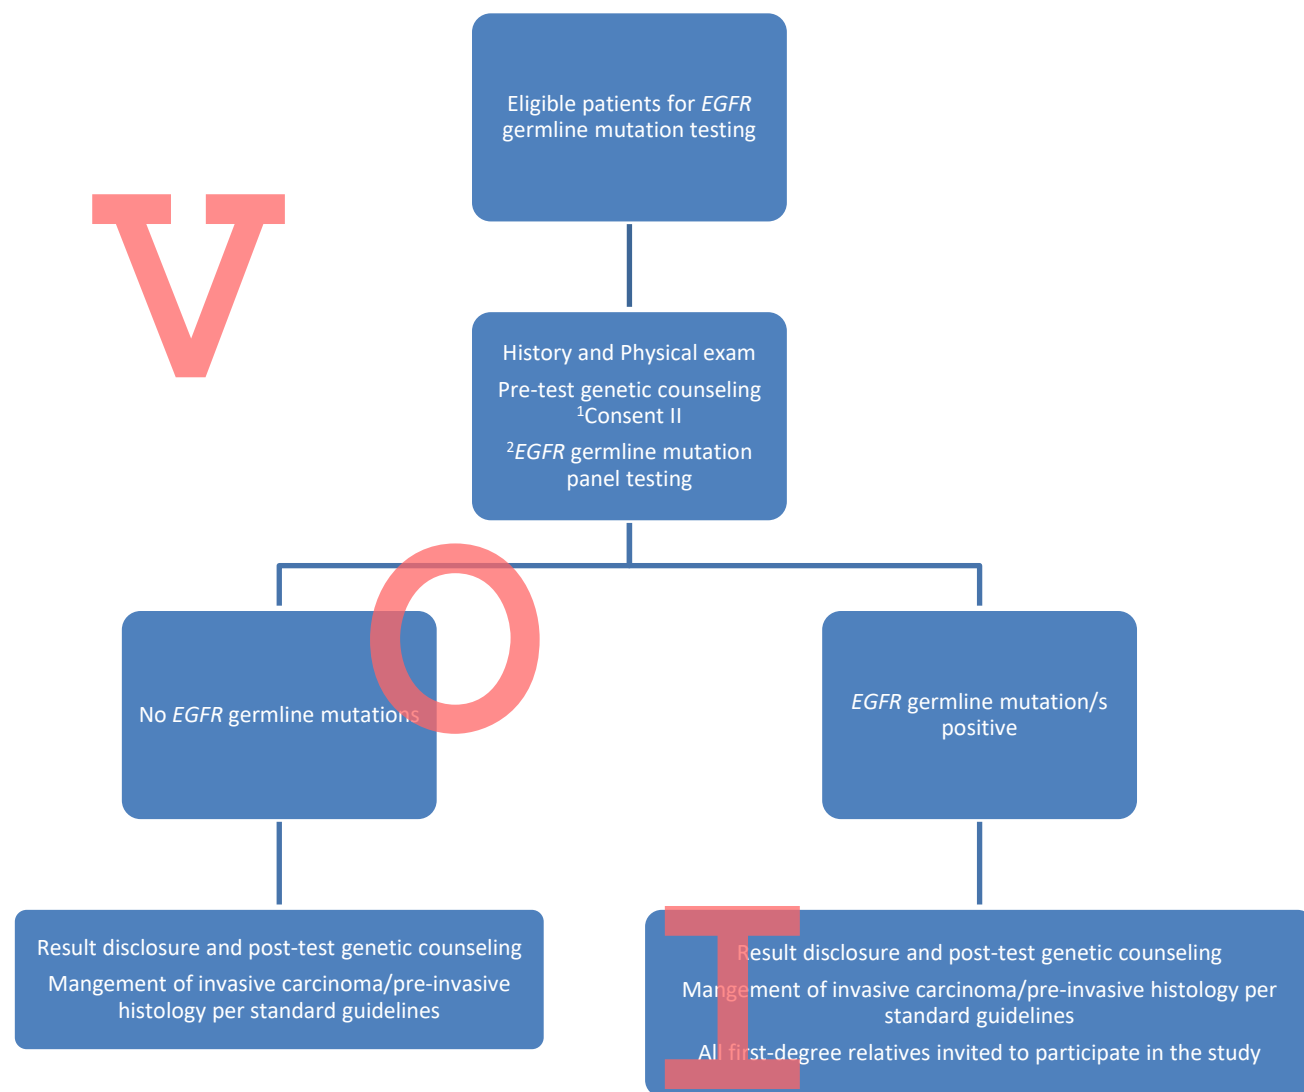 Eligible patients for EGFR
germline mutation testing
V
History and Physical exam
Pre-test genetic counseling
¹Consent II
²EGFR germline mutation
panel testing
O
No EGFR germline mutations
EGFR germline mutation/s
positive
I
Result disclosure and post-test genetic counseling
Mangement of invasive carcinoma/pre-invasive
histology per standard guidelines
Result disclosure and post-test genetic counseling
Mangement of invasive carcinoma/pre-invasive histology per
standard guidelines
All first-degree relatives invited to participate in the study